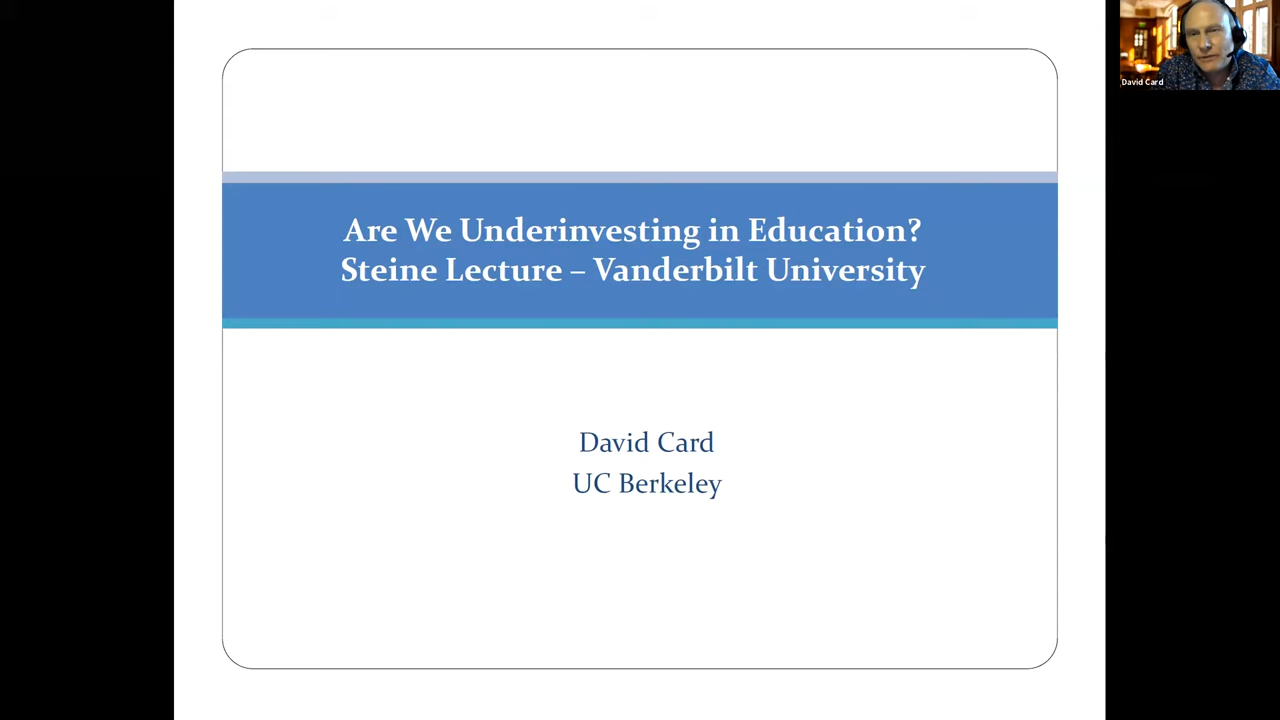 David Card
Are We Underinvesting in Education?
Steine Lecture – Vanderbilt University
David Card
UC Berkeley